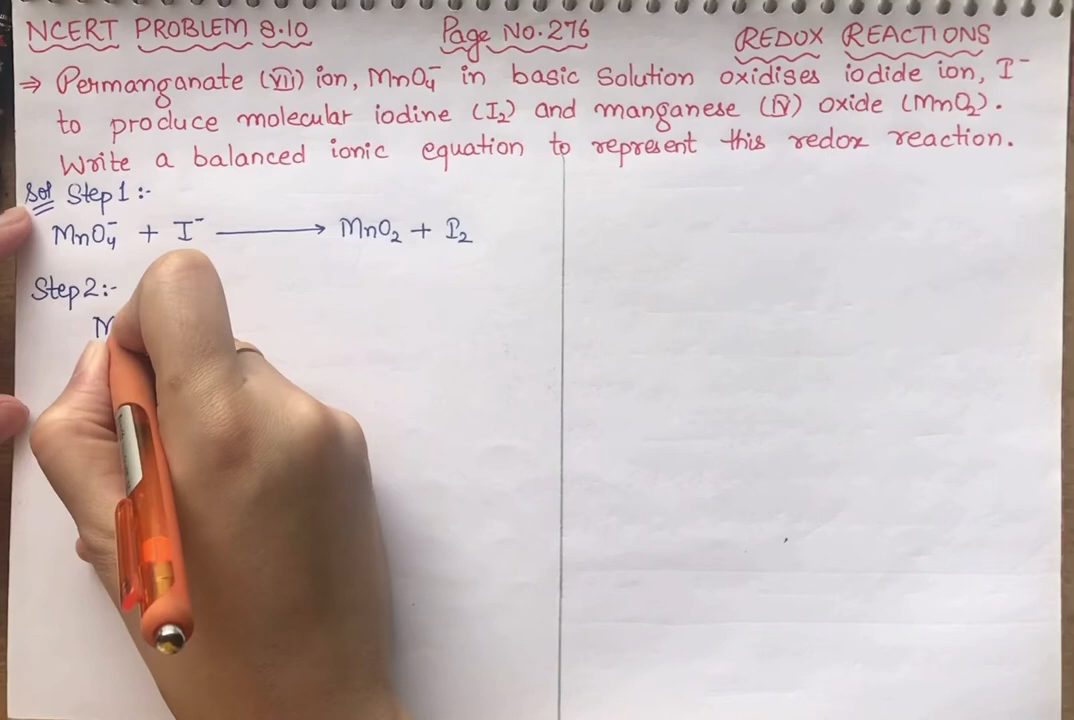 NCERT PROBLEM 8.10 Page No. 276 REDOX REACTIONS
⇒ Permanganate (VII) ion, MnO₄⁻ in basic solution oxidises iodide ion, I⁻
to produce molecular iodine (I₂) and manganese (IV) oxide (MnO₂).
Write a balanced ionic equation to represent this redox reaction.
Sol Step 1:-
MnO₄⁻ + I⁻ ⟶ MnO₂ + I₂
Step 2:-